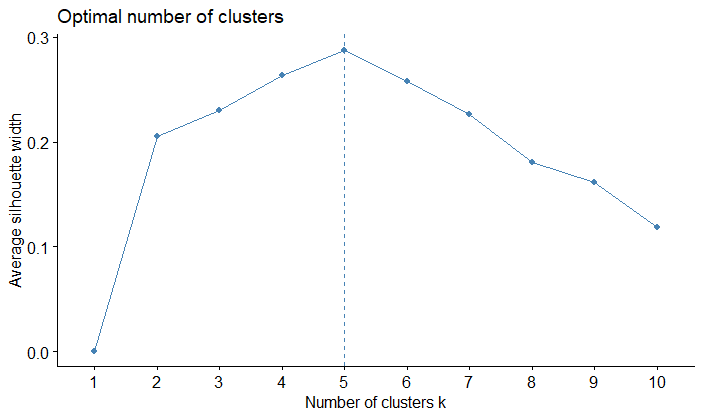 Optimal number of clusters
0.3
0.2
0.1
0.0
Average silhouette width
1 2 3 4 5 6 7 8 9 10
Number of clusters k